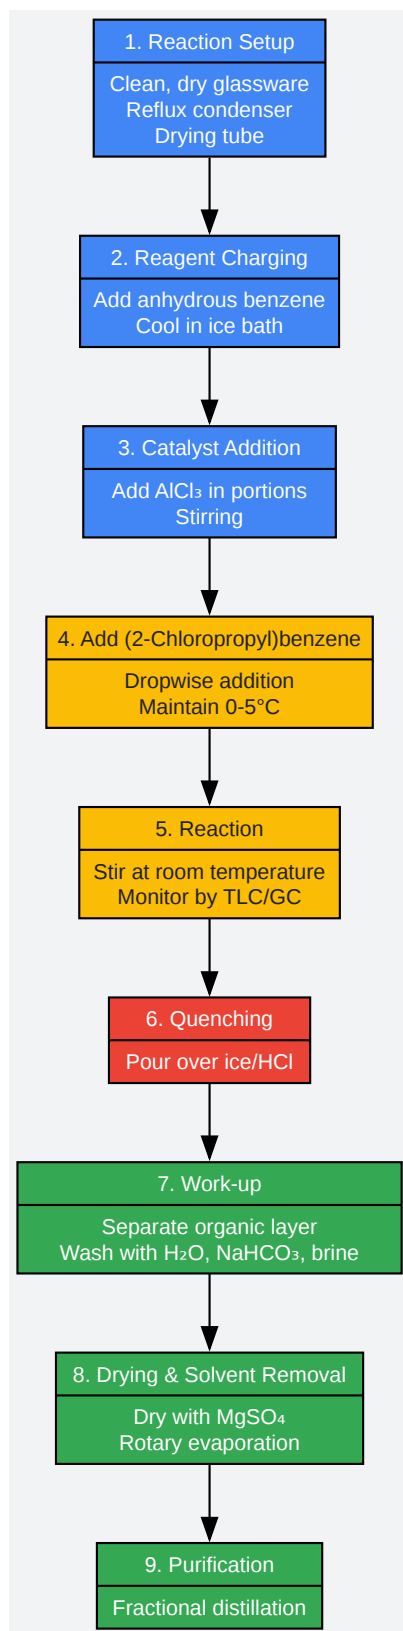 1. Reaction Setup
Clean, dry glassware
Reflux condenser
Drying tube
2. Reagent Charging
Add anhydrous benzene
Cool in ice bath
3. Catalyst Addition
Add AlCl₃ in portions
Stirring
4. Add (2-Chloropropyl)benzene
Dropwise addition
Maintain 0-5°C
5. Reaction
Stir at room temperature
Monitor by TLC/GC
6. Quenching
Pour over ice/HCl
7. Work-up
Separate organic layer
Wash with H₂O, NaHCO₃, brine
8. Drying & Solvent Removal
Dry with MgSO₄
Rotary evaporation
9. Purification
Fractional distillation